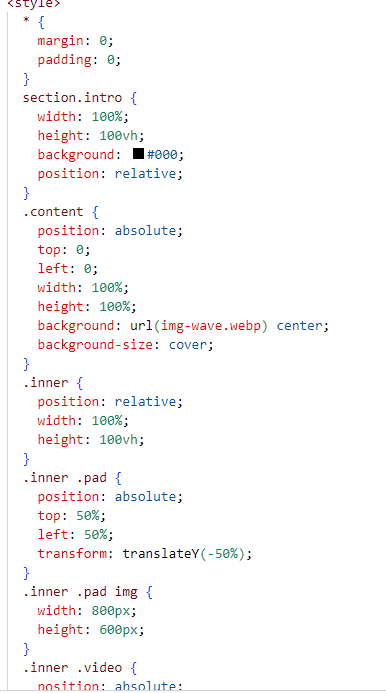 <style>
* {
margin: 0;
padding: 0;
}
section.intro {
width: 100%;
height: 100vh;
background: #000;
position: relative;
}
.content {
position: absolute;
top: 0;
left: 0;
width: 100%;
height: 100%;
background: url(img-wave.webp) center;
background-size: cover;
}
.inner {
position: relative;
width: 100%;
height: 100vh;
}
.inner .pad {
position: absolute;
top: 50%;
left: 50%;
transform: translateY(-50%);
}
.inner .pad img {
width: 800px;
height: 600px;
}
.inner .video {
position: absolute;